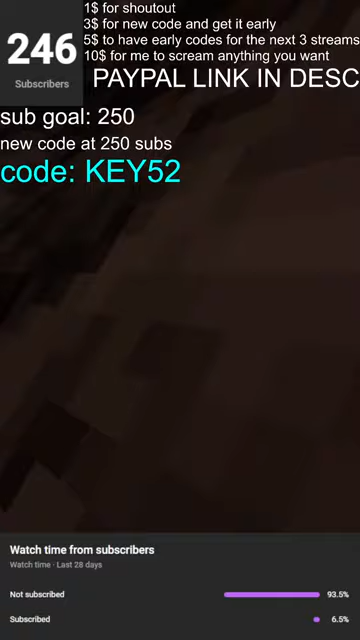 246
Subscribers
1$ for shoutout
3$ for new code and get it early
5$ to have early codes for the next 3 streams
10$ for me to scream anything you want
PAYPAL LINK IN DESC
sub goal: 250
new code at 250 subs
code: KEY52
Watch time from subscribers
Watch time · Last 28 days
Not subscribed 93.5%
Subscribed 6.5%